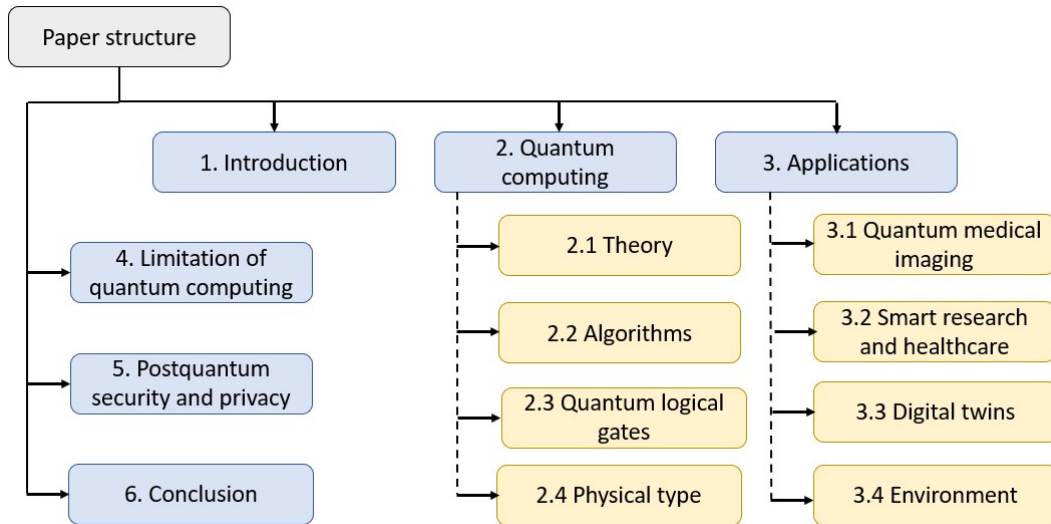 Paper structure
1. Introduction
2. Quantum
computing
3. Applications
4. Limitation of
quantum computing
5. Postquantum
security and privacy
6. Conclusion
2.1 Theory
2.2 Algorithms
2.3 Quantum logical
gates
2.4 Physical type
3.1 Quantum medical
imaging
3.2 Smart research
and healthcare
3.3 Digital twins
3.4 Environment